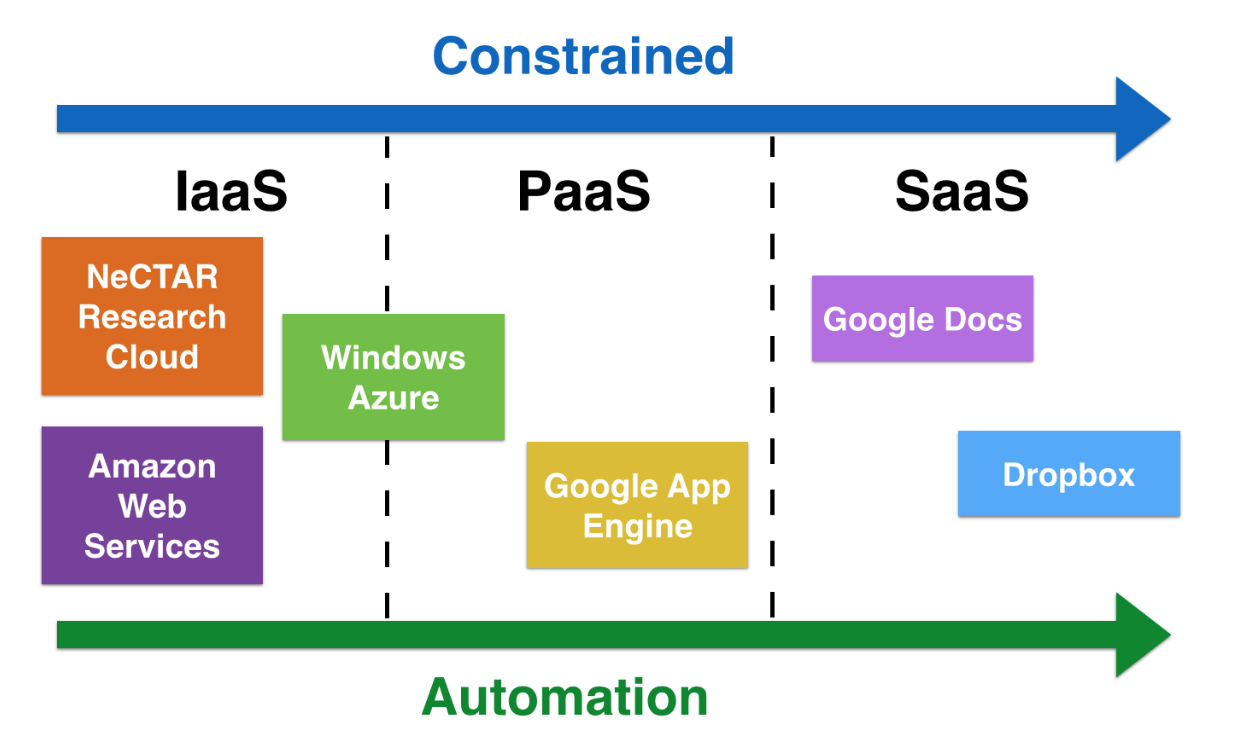 Constrained
IaaS
PaaS
SaaS
NeCTAR
Research
Cloud
Windows
Azure
Google Docs
Amazon
Web
Services
Google App
Engine
Dropbox
Automation